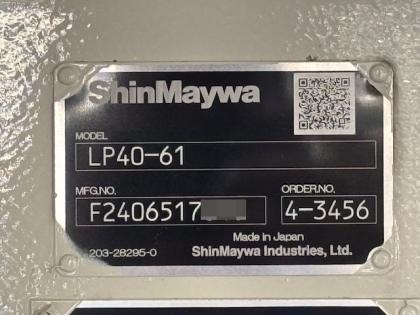 ShinMaywa
MODEL
LP40-61
MFG.NO. ORDER.NO.
F2406517 4-3456
Made in Japan
203-28295-0 ShinMaywa Industries, Ltd.